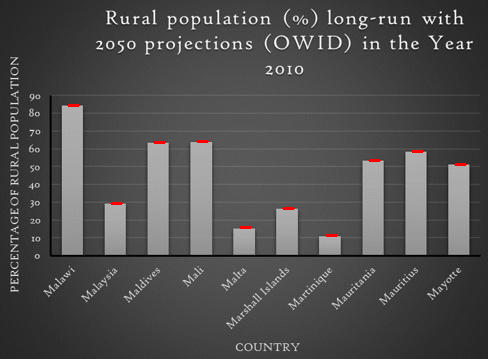 Rural population (%) long-run with
2050 projections (OWID) in the Year
2010
PERCENTAGE OF RURAL POPULATION
90
80
70
60
50
40
30
20
10
0
Malawi
Malaysia
Maldives
Mali
Malta
Marshall Islands
Martinique
Mauritania
Mauritius
Mayotte
COUNTRY